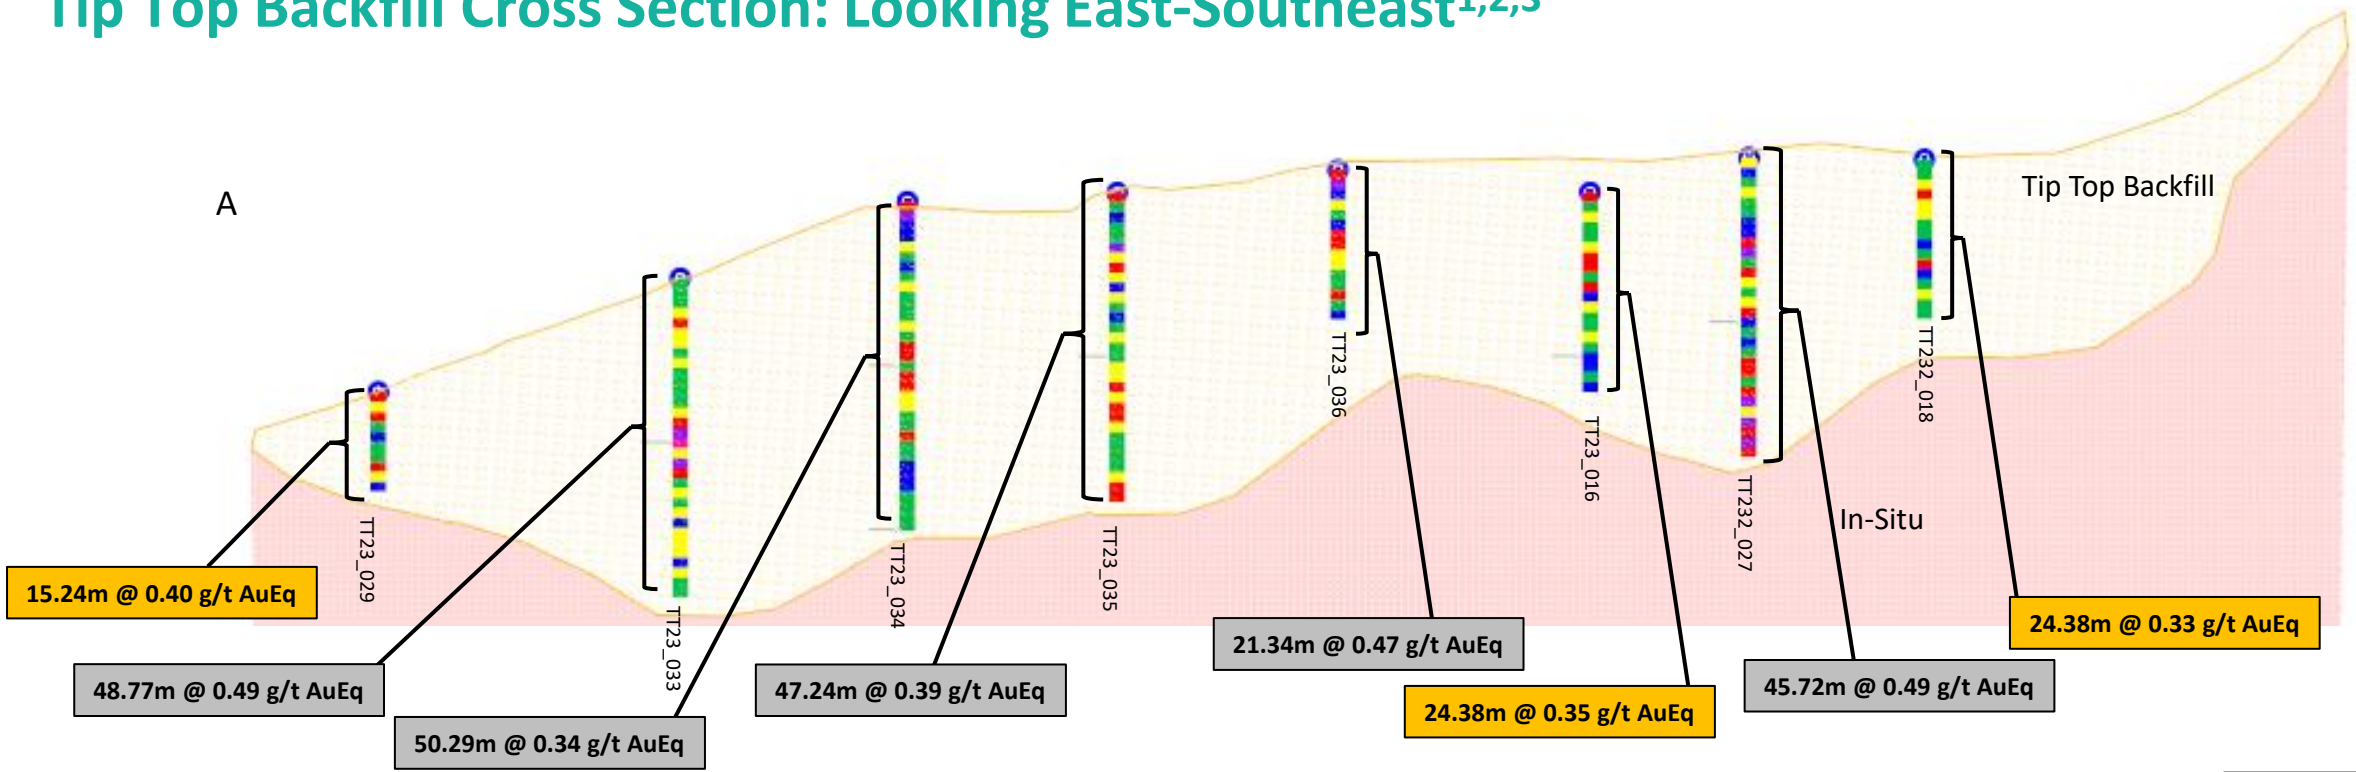 Tip Top Backfill Cross Section: Looking East-Southeast1,2,3
A
Tip Top Backfill
In-Situ
TT23_029
TT23_033
TT23_034
TT23_035
TT23_036
TT23_016
TT232_027
TT232_018
15.24m @ 0.40 g/t AuEq
48.77m @ 0.49 g/t AuEq
50.29m @ 0.34 g/t AuEq
47.24m @ 0.39 g/t AuEq
21.34m @ 0.47 g/t AuEq
24.38m @ 0.35 g/t AuEq
45.72m @ 0.49 g/t AuEq
24.38m @ 0.33 g/t AuEq